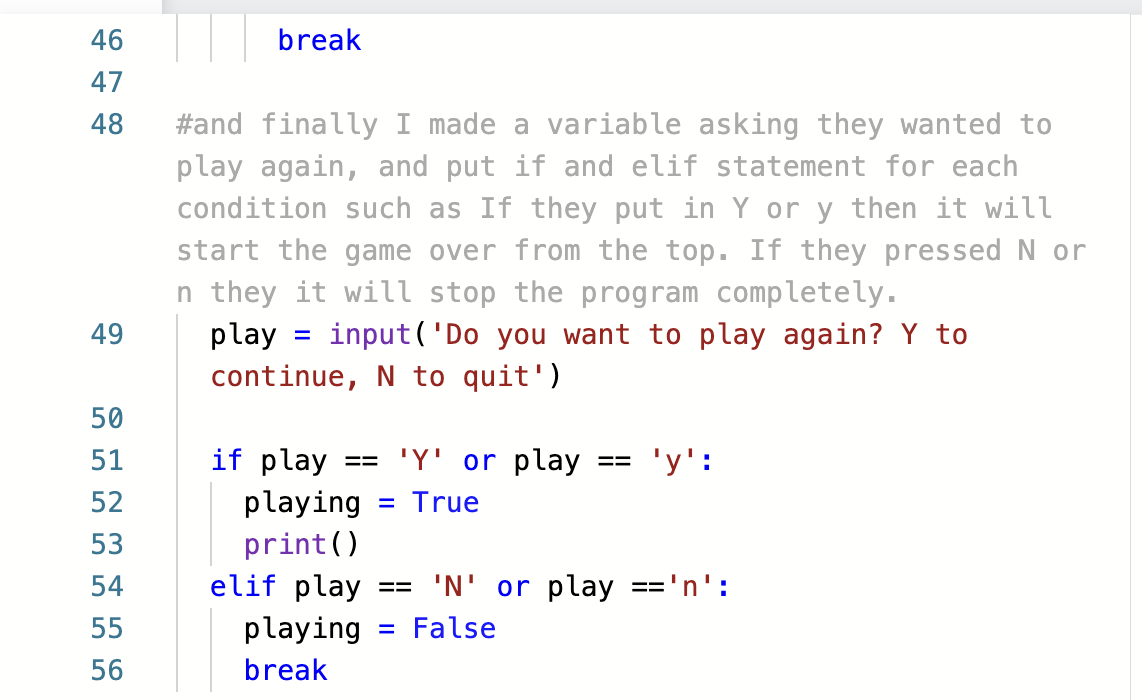 46 break
47
48 #and finally I made a variable asking they wanted to
play again, and put if and elif statement for each
condition such as If they put in Y or y then it will
start the game over from the top. If they pressed N or
n they it will stop the program completely.
49 play = input('Do you want to play again? Y to
continue, N to quit')
50
51 if play == 'Y' or play == 'y':
52 playing = True
53 print()
54 elif play == 'N' or play =='n':
55 playing = False
56 break